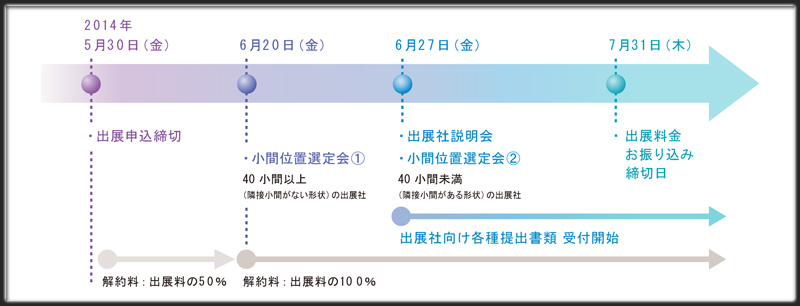 2014年
5月30日(金)
6月20日(金)
6月27日(金)
7月31日(木)
・出展申込締切
・小間位置選定会①
40小間以上
(隣接小間がない形状)の出展社
・出展社説明会
・小間位置選定会②
40小間未満
(隣接小間がある形状)の出展社
・出展料金
お振り込み
締切日
出展社向け各種提出書類 受付開始
解約料:出展料の50%
解約料:出展料の100%